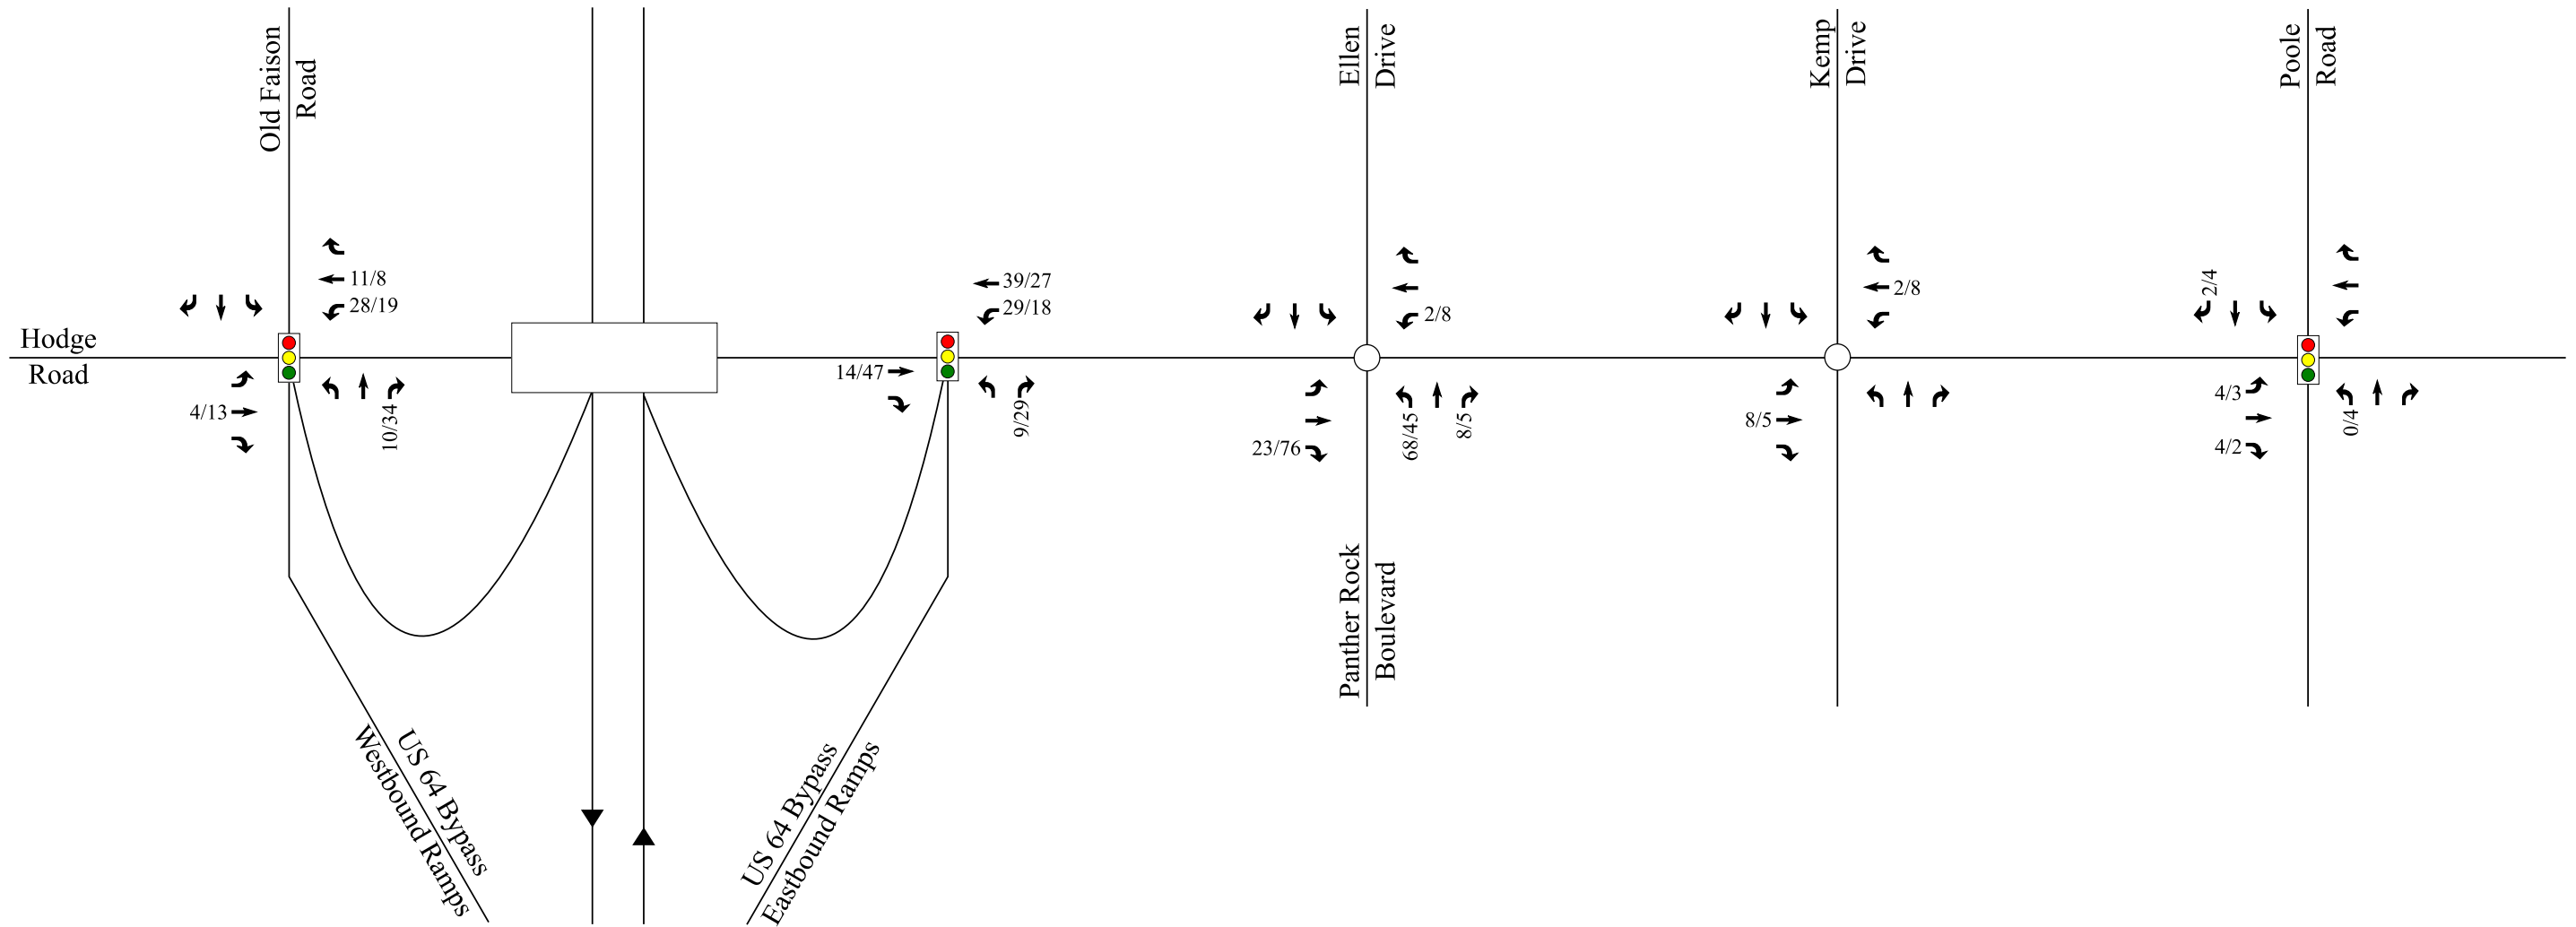 Old Faison
Road
Ellen
Drive
Kemp
Drive
Poole
Road
Hodge
Road
11/8
28/19
4/13
10/34
39/27
29/18
14/47
9/29
2/8
23/76
68/45
8/5
2/8
8/5
2/4
4/3
4/2
0/4
Panther Rock
Boulevard
US 64 Bypass
Westbound Ramps
US 64 Bypass
Eastbound Ramps